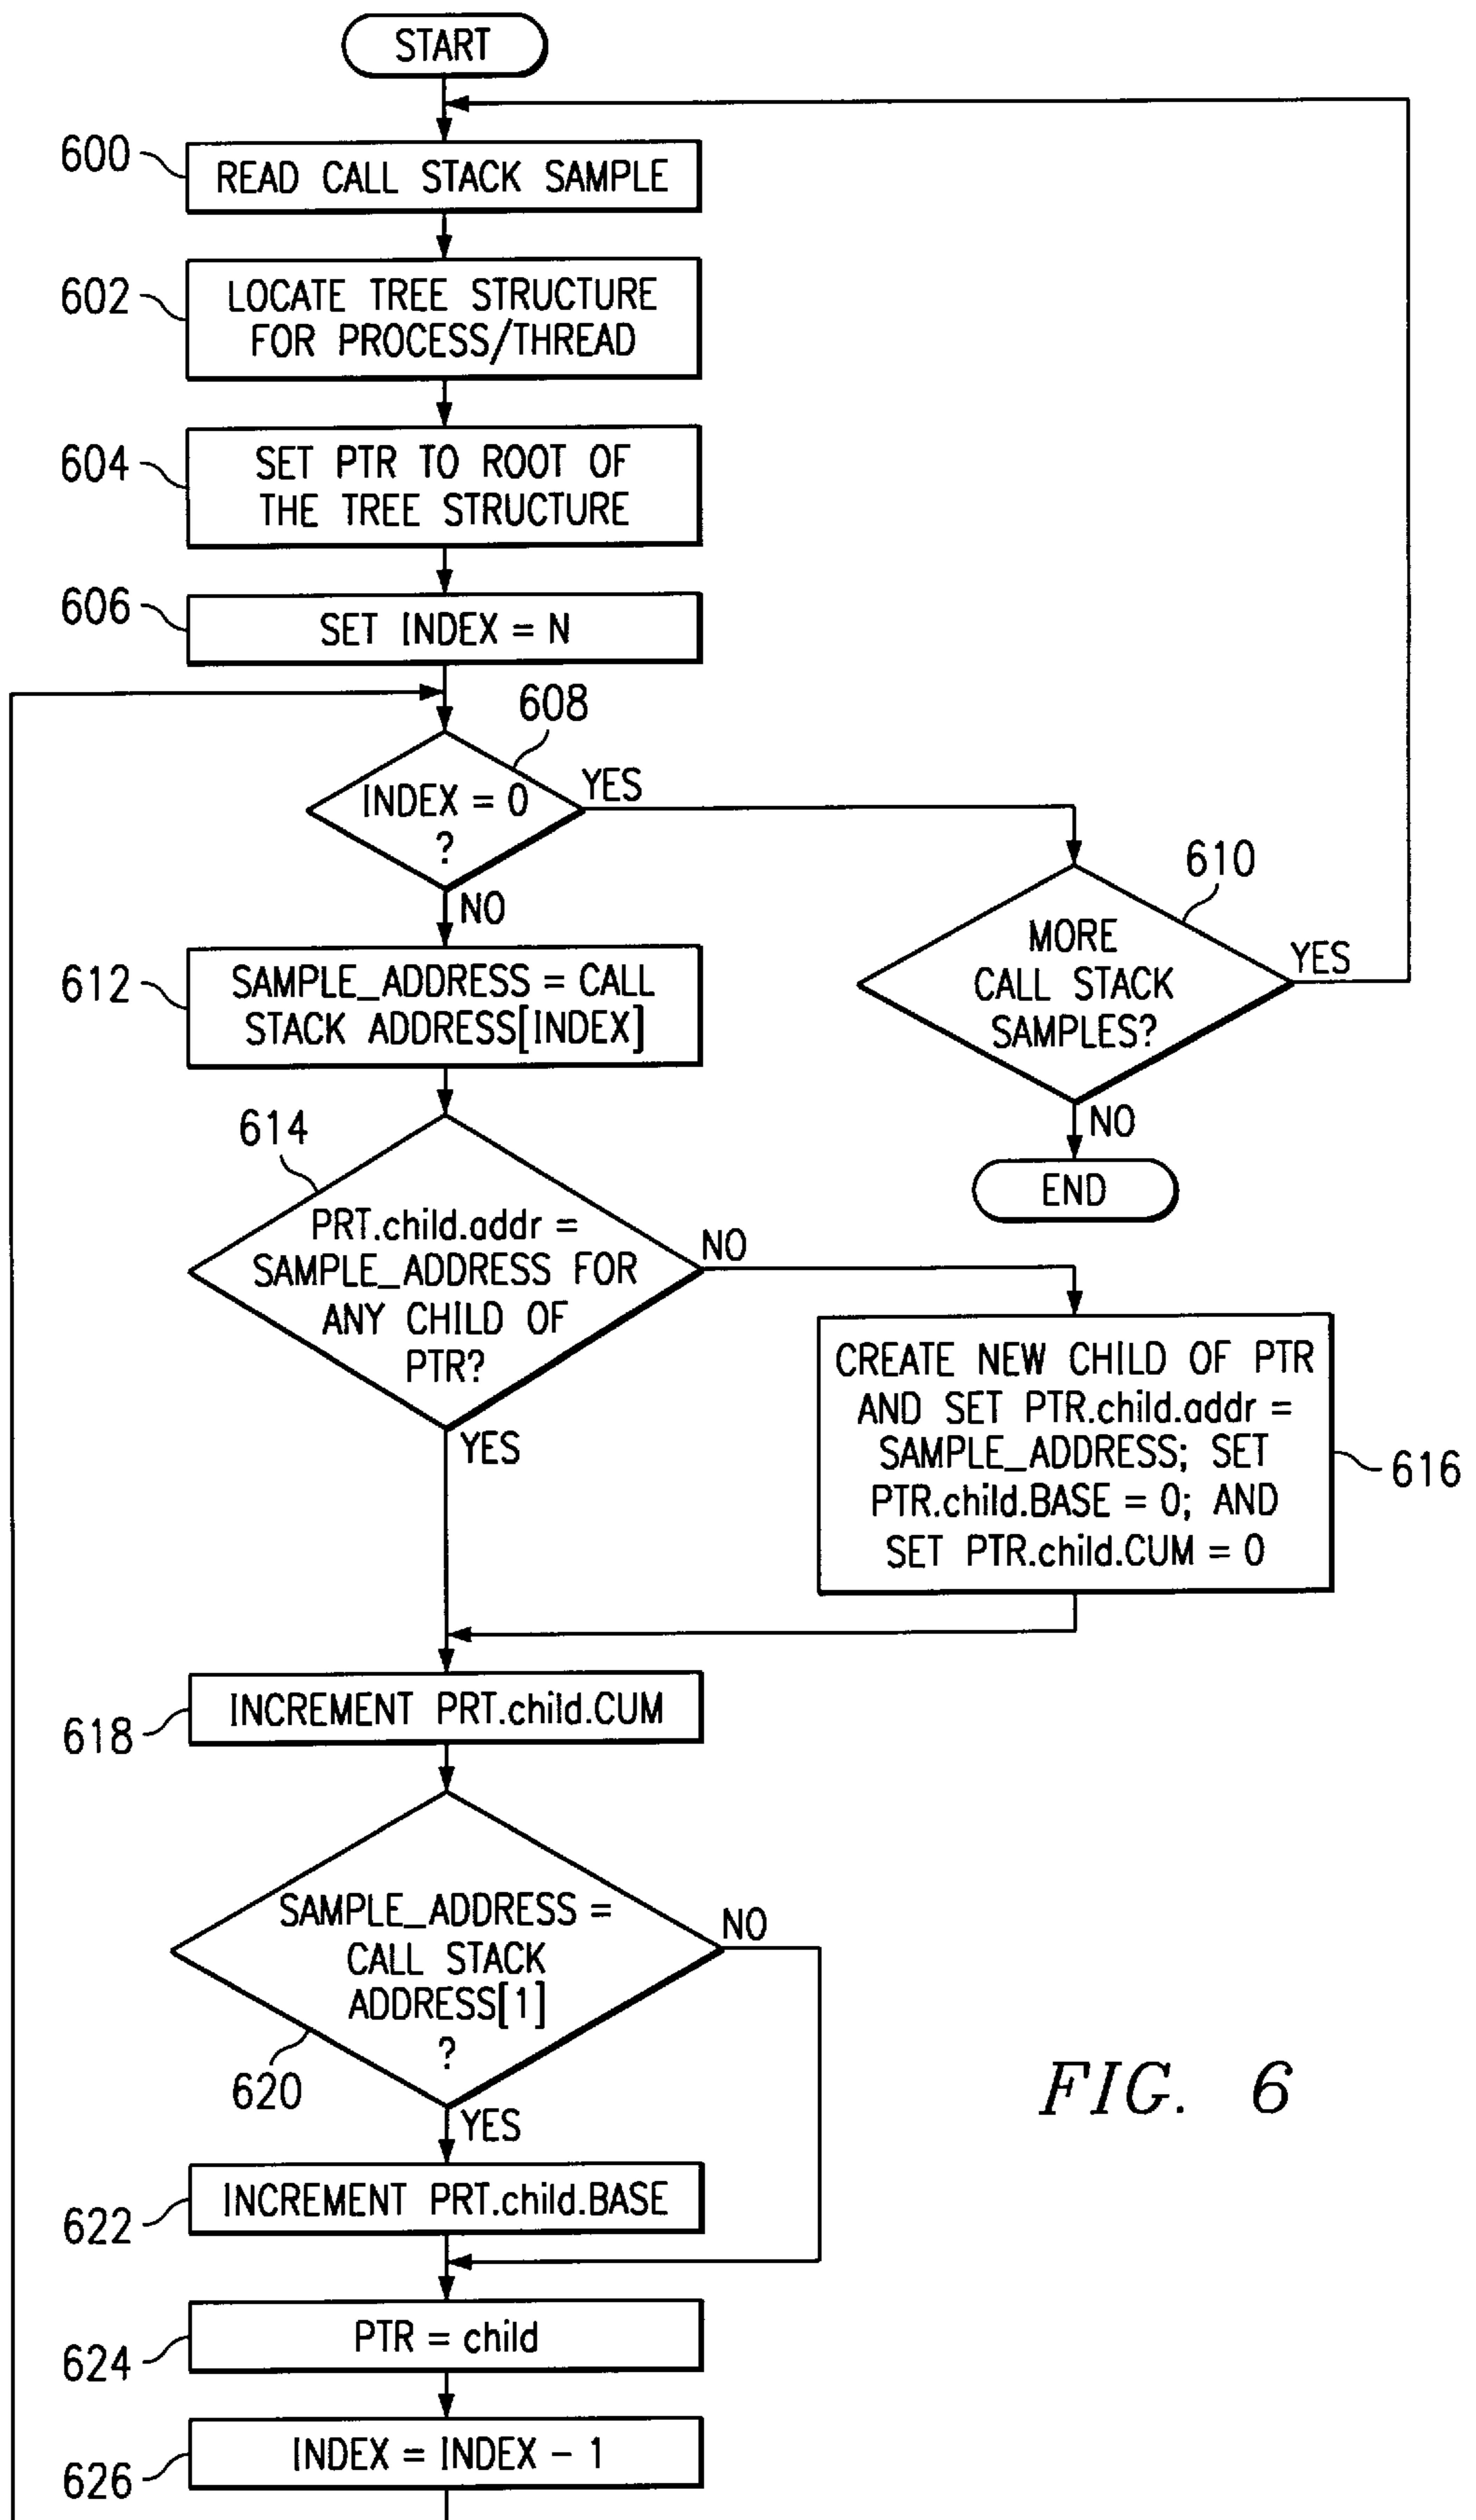 START
600
READ CALL STACK SAMPLE
602
LOCATE TREE STRUCTURE
FOR PROCESS/THREAD
604
SET PTR TO ROOT OF
THE TREE STRUCTURE
606
SET INDEX = N
608
INDEX = 0
?
YES
NO
610
MORE
CALL STACK
SAMPLES?
YES
NO
END
612
SAMPLE_ADDRESS = CALL
STACK ADDRESS[INDEX]
614
PRT.child.addr =
SAMPLE_ADDRESS FOR
ANY CHILD OF
PTR?
NO
YES
CREATE NEW CHILD OF PTR
AND SET PTR.child.addr =
SAMPLE_ADDRESS; SET
PTR.child.BASE = 0; AND
SET PTR.child.CUM = 0
616
618
INCREMENT PRT.child.CUM
SAMPLE_ADDRESS =
CALL STACK
ADDRESS[1]
?
NO
620
YES
622
INCREMENT PRT.child.BASE
624
PTR = child
626
INDEX = INDEX - 1
FIG. 6